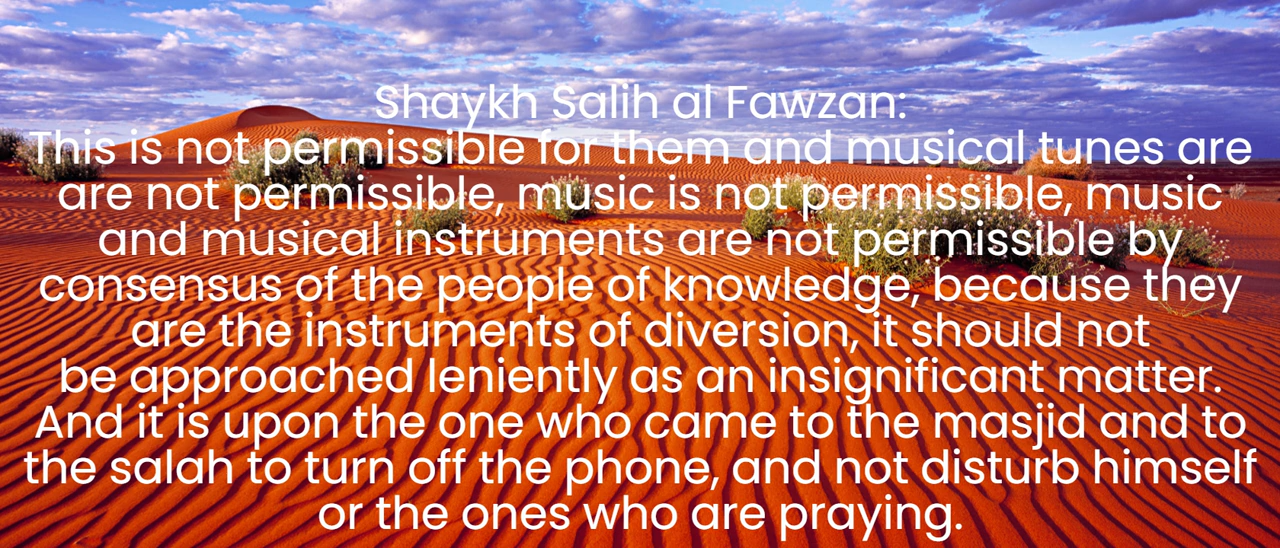 Shaykh Salih al Fawzan:
This is not permissible for them and musical tunes are
are not permissible, music is not permissible, music
and musical instruments are not permissible by
consensus of the people of knowledge, because they
are the instruments of diversion, it should not
be approached leniently as an insignificant matter.
And it is upon the one who came to the masjid and to
the salah to turn off the phone, and not disturb himself
or the ones who are praying.